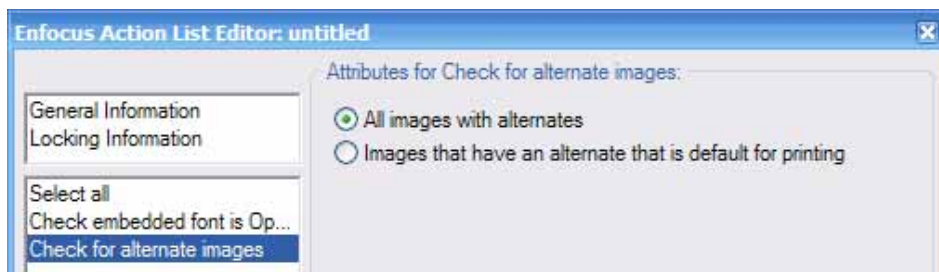 Enfocus Action List Editor: untitled
Attributes for Check for alternate images:
General Information
Locking Information
All images with alternates
Images that have an alternate that is default for printing
Select all
Check embedded font is Op...
Check for alternate images